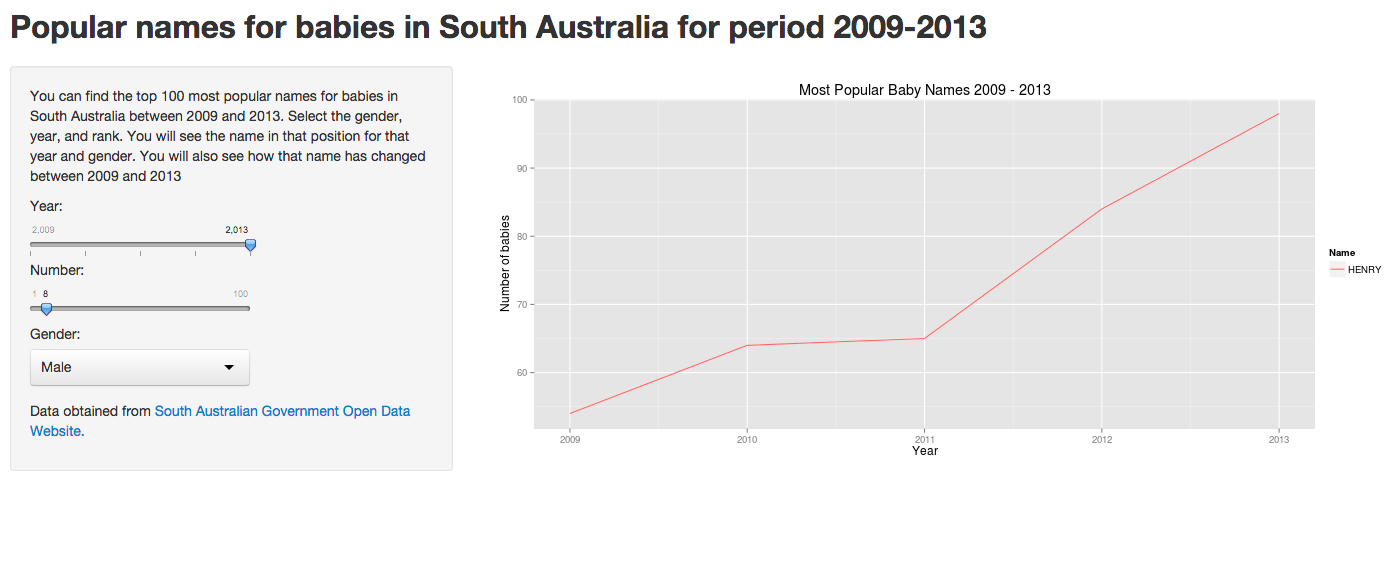 Popular names for babies in South Australia for period 2009-2013
You can find the top 100 most popular names for babies in
South Australia between 2009 and 2013. Select the gender,
year, and rank. You will see the name in that position for that
year and gender. You will also see how that name has changed
between 2009 and 2013
Year:
2,009 2,013
Number:
1 8 100
Gender:
Male
Data obtained from South Australian Government Open Data
Website.
Most Popular Baby Names 2009 - 2013
Number of babies
100
90
80
70
60
2009 2010 2011 2012 2013
Year
Name
HENRY